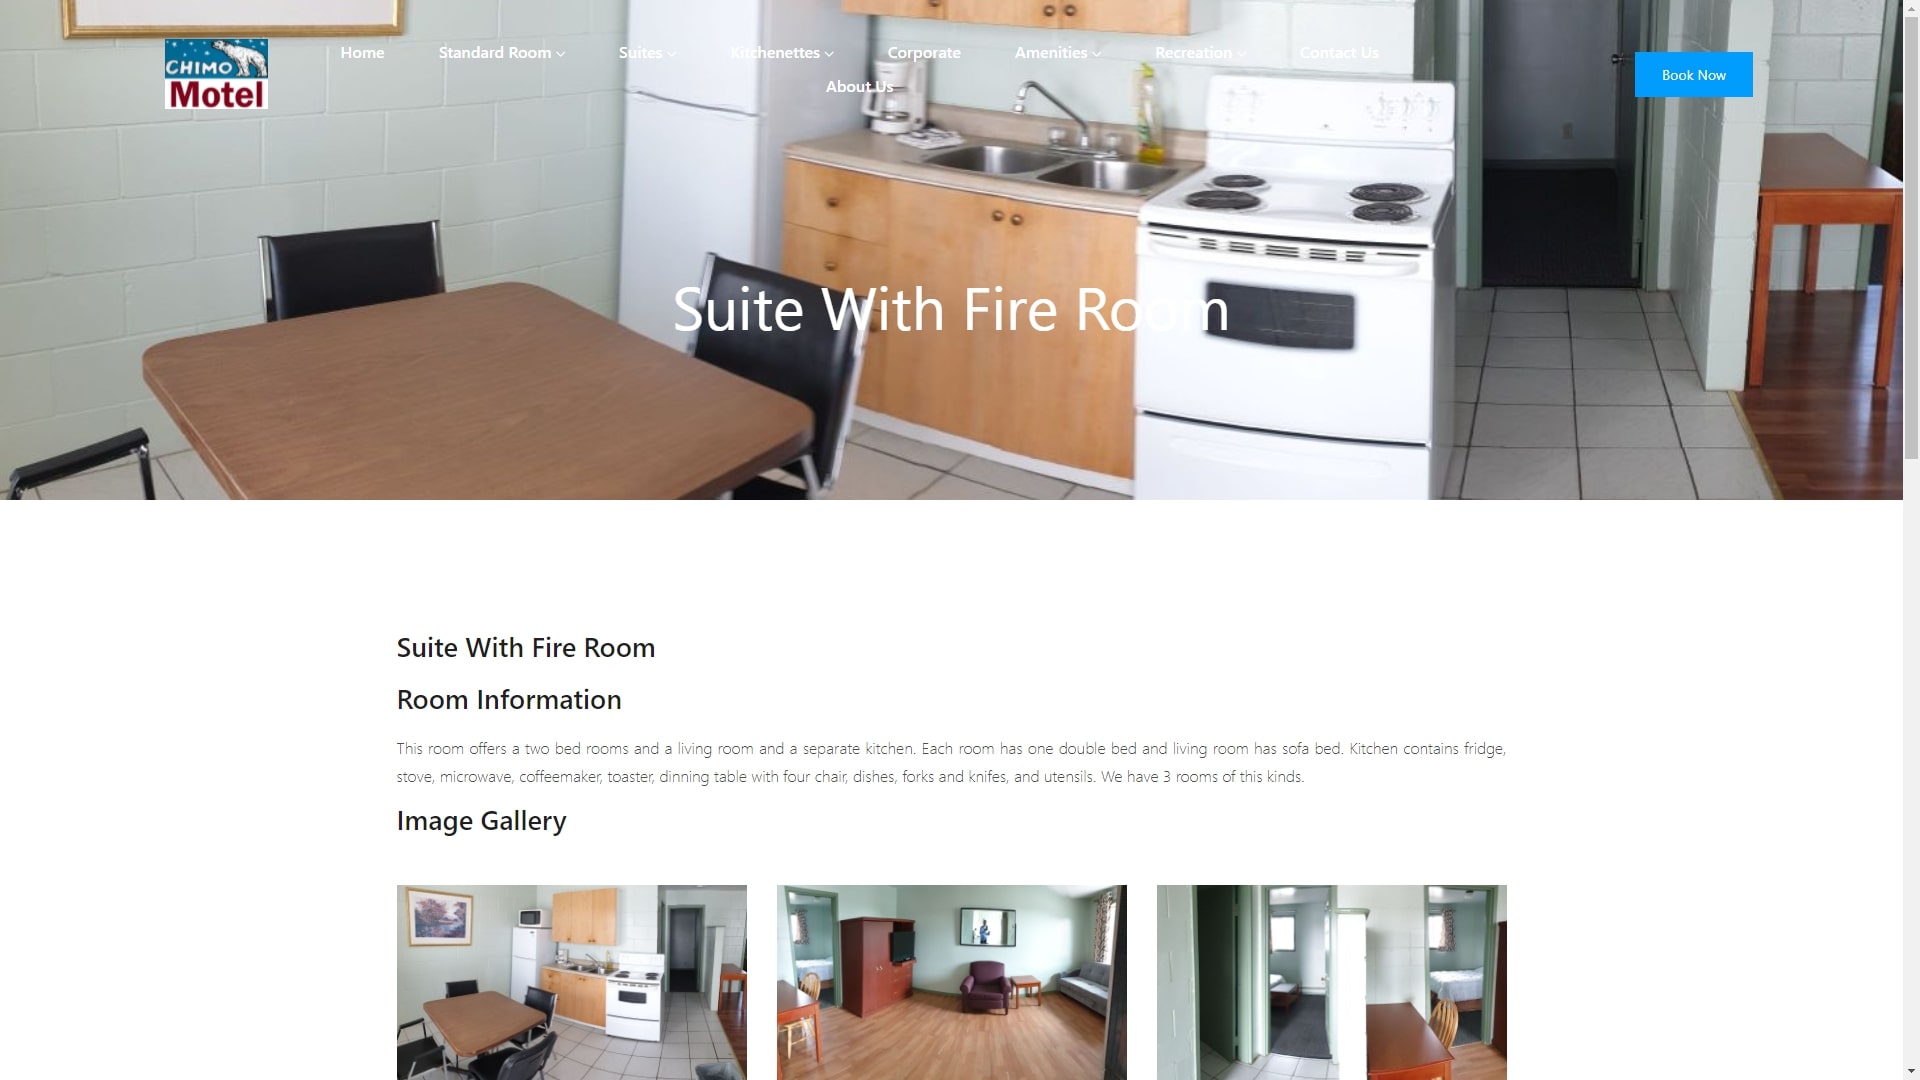 CHIMO
Motel
Home
Standard Room
Suites
Kitchenettes
Corporate
Amenities
Recreation
Contact Us
About Us
Book Now
Suite With Fire Room
Suite With Fire Room
Room Information
This room offers a two bed rooms and a living room and a separate kitchen. Each room has one double bed and living room has sofa bed. Kitchen contains fridge,
stove, microwave, coffeemaker, toaster, dinning table with four chair, dishes, forks and knifes, and utensils. We have 3 rooms of this kinds.
Image Gallery